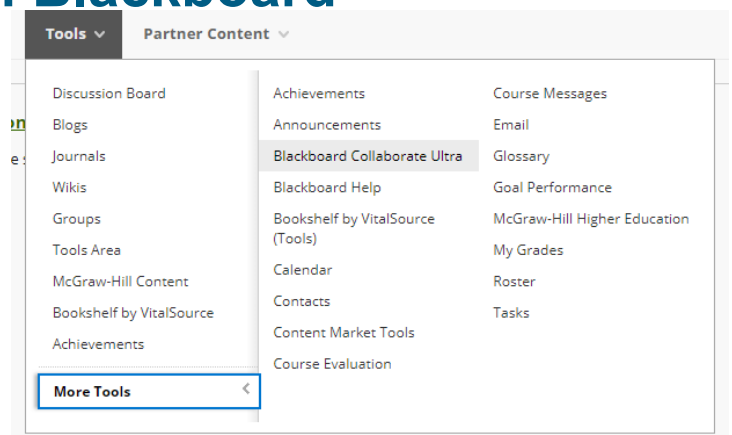 Blackboard
Tools
Partner Content
Discussion Board
Blogs
Journals
Wikis
Groups
Tools Area
McGraw-Hill Content
Bookshelf by VitalSource
Achievements
More Tools
Achievements
Announcements
Blackboard Collaborate Ultra
Blackboard Help
Bookshelf by VitalSource
(Tools)
Calendar
Contacts
Content Market Tools
Course Evaluation
Course Messages
Email
Glossary
Goal Performance
McGraw-Hill Higher Education
My Grades
Roster
Tasks